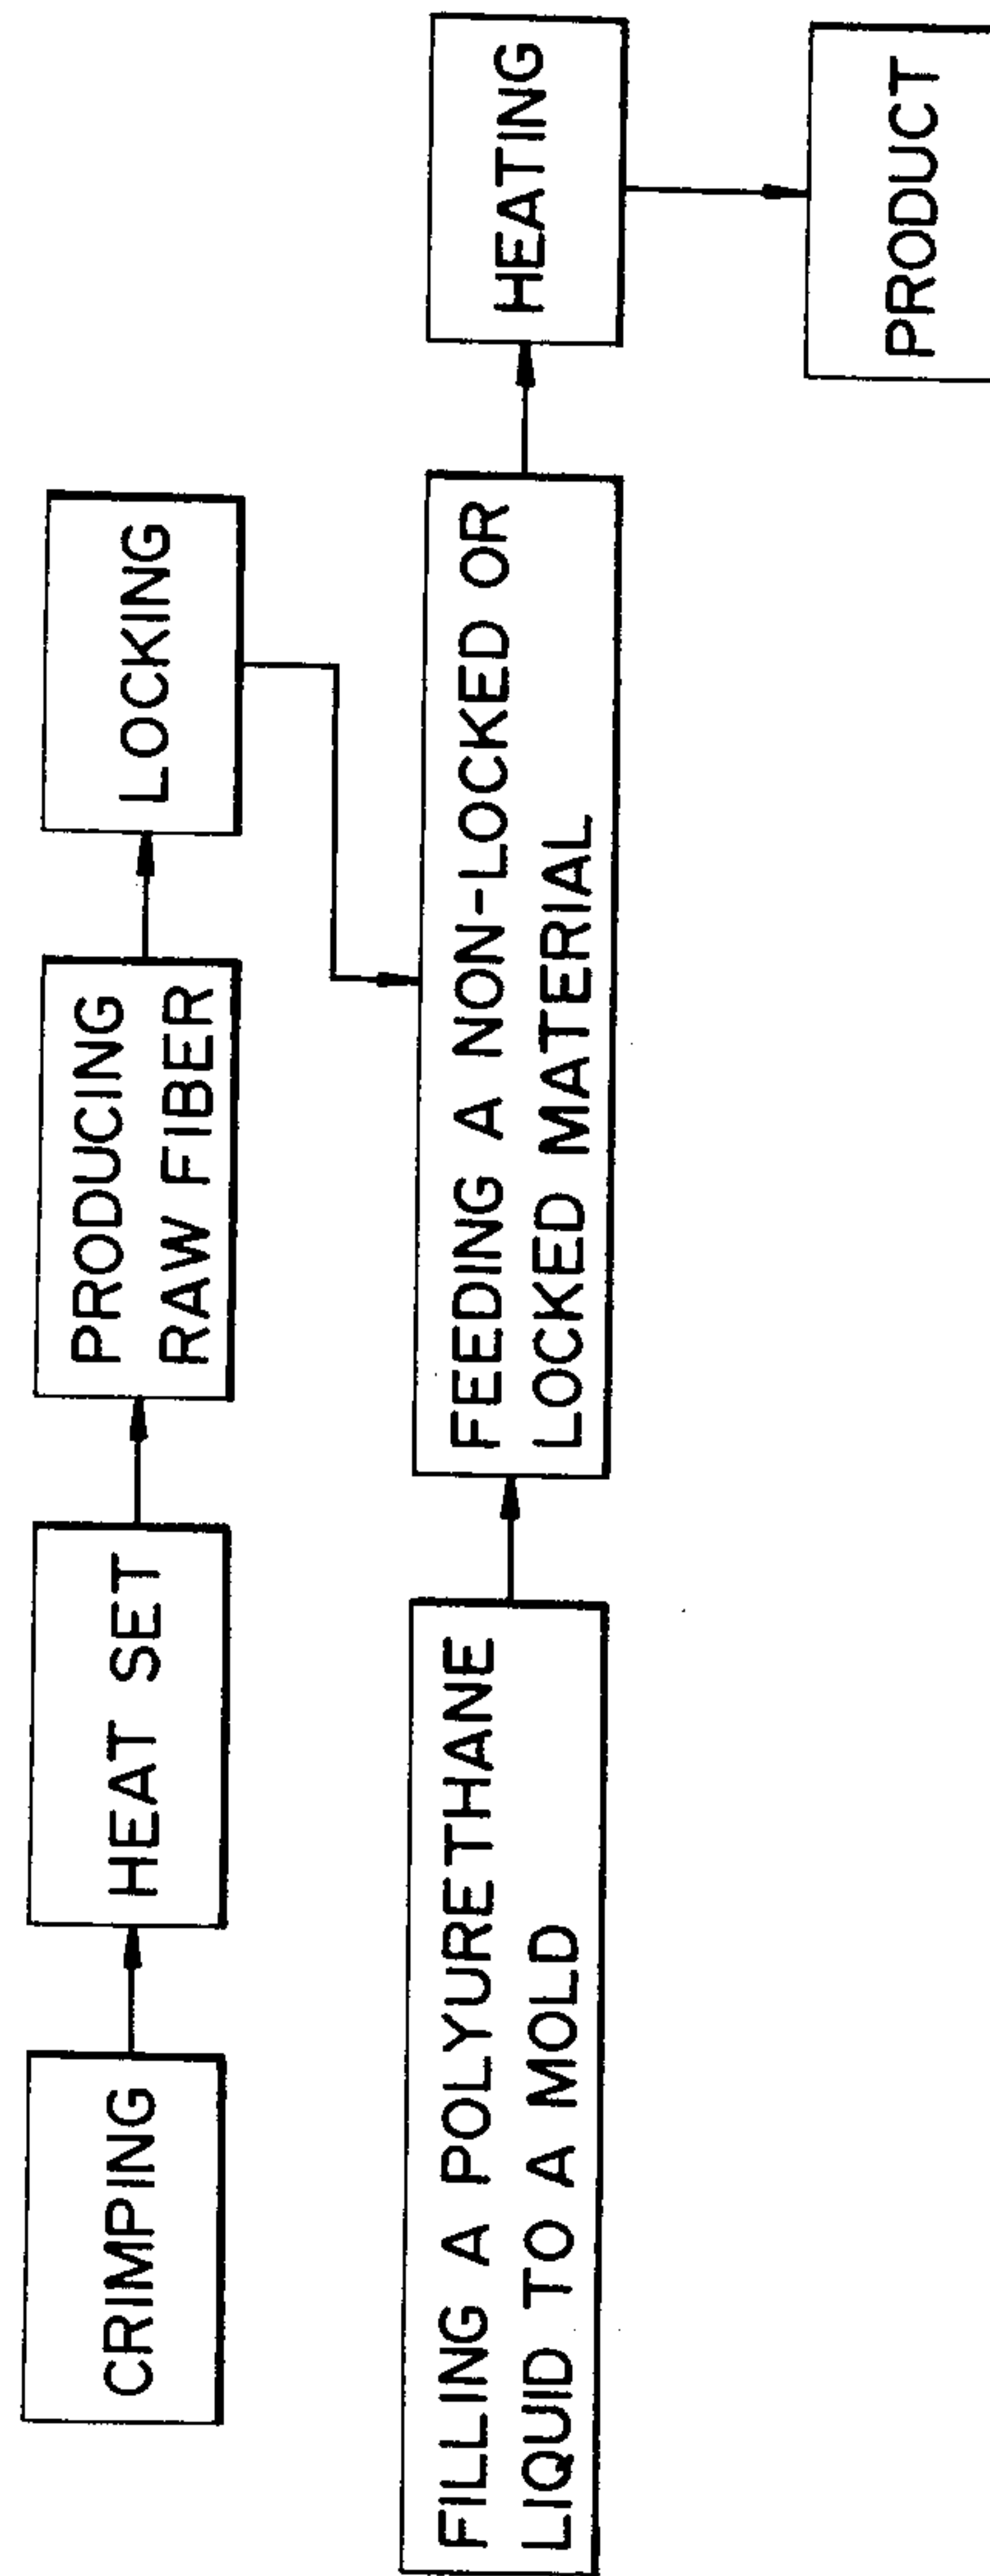 CRIMPING
HEAT SET
PRODUCING
RAW FIBER
LOCKING
FILLING A POLYURETHANE
LIQUID TO A MOLD
FEEDING A NON-LOCKED OR
LOCKED MATERIAL
HEATING
PRODUCT